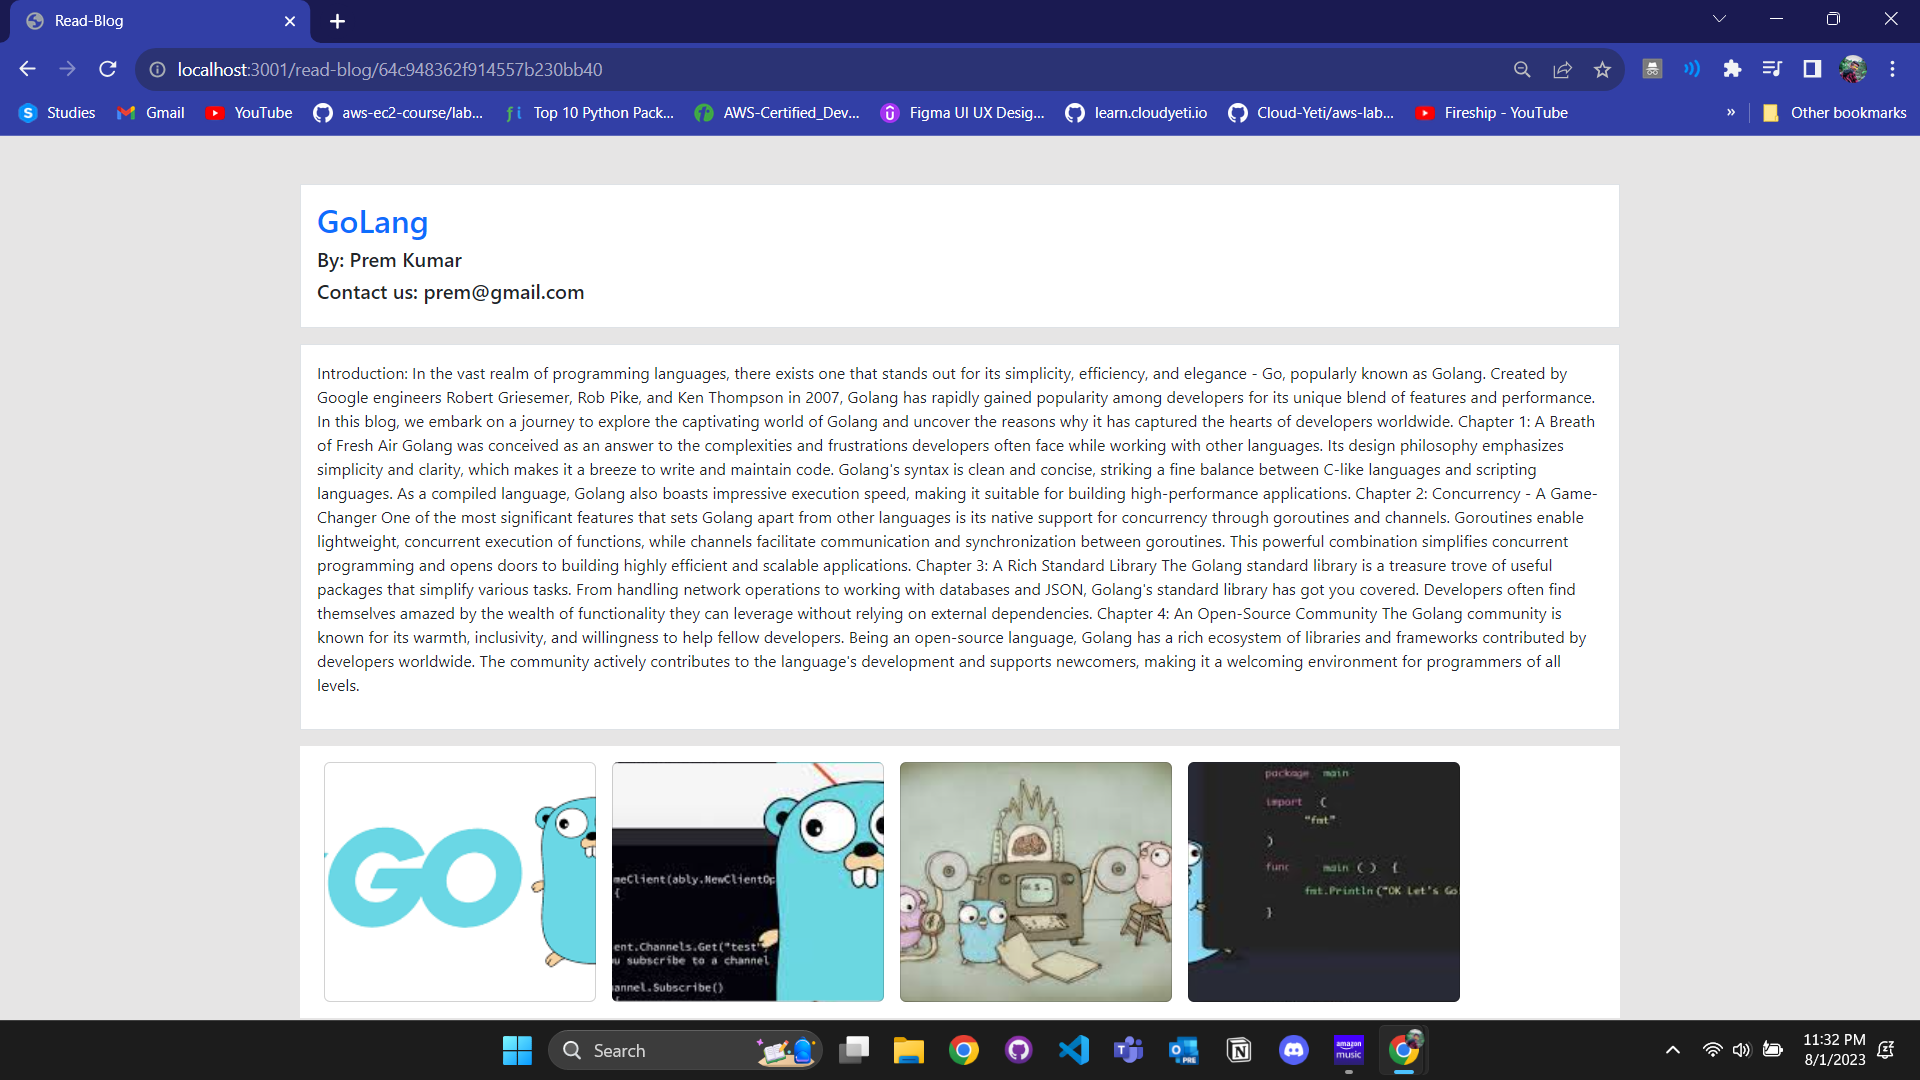 Read-Blog
localhost:3001/read-blog/64c948362f914557b230bb40
S Studies
Gmail
YouTube
aws-ec2-course/lab...
fi Top 10 Python Pack...
AWS-Certified_Dev...
Figma UI UX Desig...
learn.cloudyeti.io
Cloud-Yeti/aws-lab...
Fireship - YouTube
» Other bookmarks
GoLang
By: Prem Kumar
Contact us: prem@gmail.com
Introduction: In the vast realm of programming languages, there exists one that stands out for its simplicity, efficiency, and elegance - Go, popularly known as Golang. Created by
Google engineers Robert Griesemer, Rob Pike, and Ken Thompson in 2007, Golang has rapidly gained popularity among developers for its unique blend of features and performance.
In this blog, we embark on a journey to explore the captivating world of Golang and uncover the reasons why it has captured the hearts of developers worldwide. Chapter 1: A Breath
of Fresh Air Golang was conceived as an answer to the complexities and frustrations developers often face while working with other languages. Its design philosophy emphasizes
simplicity and clarity, which makes it a breeze to write and maintain code. Golang's syntax is clean and concise, striking a fine balance between C-like languages and scripting
languages. As a compiled language, Golang also boasts impressive execution speed, making it suitable for building high-performance applications. Chapter 2: Concurrency - A Game-
Changer One of the most significant features that sets Golang apart from other languages is its native support for concurrency through goroutines and channels. Goroutines enable
lightweight, concurrent execution of functions, while channels facilitate communication and synchronization between goroutines. This powerful combination simplifies concurrent
programming and opens doors to building highly efficient and scalable applications. Chapter 3: A Rich Standard Library The Golang standard library is a treasure trove of useful
packages that simplify various tasks. From handling network operations to working with databases and JSON, Golang's standard library has got you covered. Developers often find
themselves amazed by the wealth of functionality they can leverage without relying on external dependencies. Chapter 4: An Open-Source Community The Golang community is
known for its warmth, inclusivity, and willingness to help fellow developers. Being an open-source language, Golang has a rich ecosystem of libraries and frameworks contributed by
developers worldwide. The community actively contributes to the language's development and supports newcomers, making it a welcoming environment for programmers of all
levels.
GO
meClient(ably.NewClientOp
{
ent.Channels.Get("test"
u subscribe to a channel
annel.Subscribe()
package main
import (
"fmt"
)
func main ( ) {
fmt.Println("OK Let's Go
}
Search
PRE
amazon
music
11:32 PM
8/1/2023